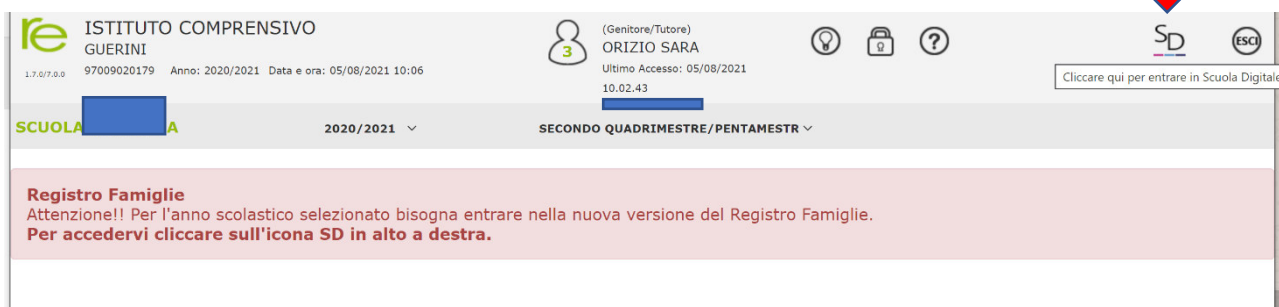 re
ISTITUTO COMPRENSIVO
GUERINI
1.7.0/7.0.0
97009020179 Anno: 2020/2021 Data e ora: 05/08/2021 10:06
3
(Genitore/Tutore)
ORIZIO SARA
Ultimo Accesso: 05/08/2021
10.02.43
?
SD
ESCI
Cliccare qui per entrare in Scuola Digitale
SCUOLA
2020/2021
SECONDO QUADRIMESTRE/PENTAMESTR
Registro Famiglie
Attenzione!! Per l'anno scolastico selezionato bisogna entrare nella nuova versione del Registro Famiglie.
Per accedervi cliccare sull'icona SD in alto a destra.